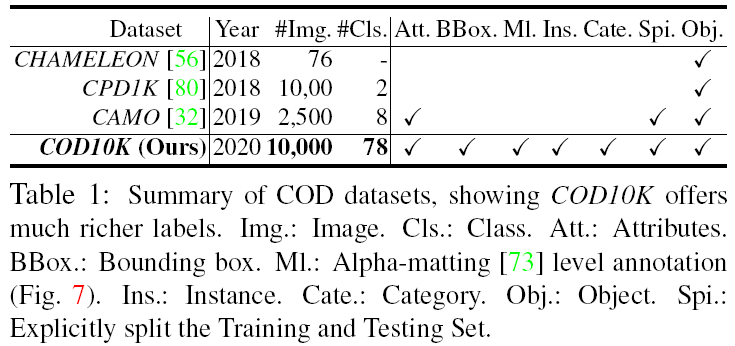 Dataset Year #Img. #Cls. Att. BBox. Ml. Ins. Cate. Spi. Obj.
CHAMELEON [56] 2018 76 - ✓
CPD1K [80] 2018 10,00 2 ✓
CAMO [32] 2019 2,500 8 ✓ ✓ ✓
COD10K (Ours) 2020 10,000 78 ✓ ✓ ✓ ✓ ✓ ✓ ✓
Table 1: Summary of COD datasets, showing COD10K offers
much richer labels. Img.: Image. Cls.: Class. Att.: Attributes.
BBox.: Bounding box. Ml.: Alpha-matting [73] level annotation
(Fig. 7). Ins.: Instance. Cate.: Category. Obj.: Object. Spi.:
Explicitly split the Training and Testing Set.